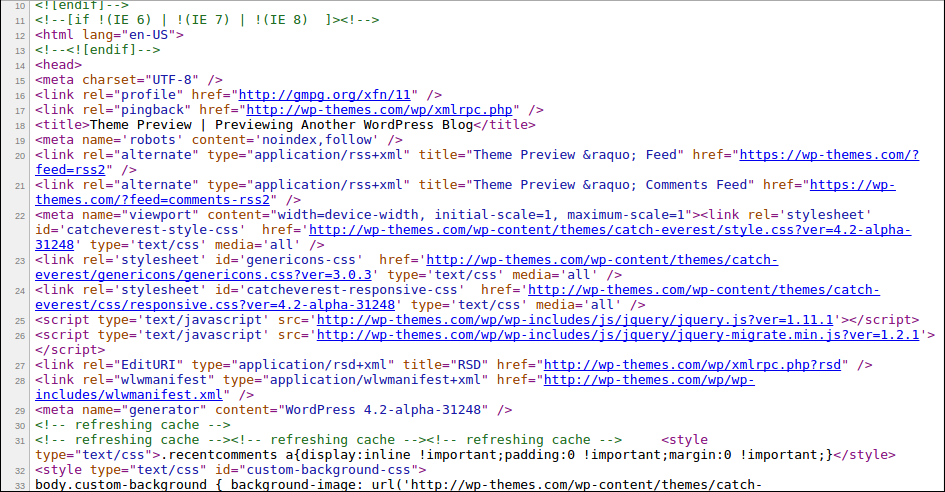 10 <![endif]-->
11 <!--[if !(IE 6) | !(IE 7) | !(IE 8)  ]><!-->
12 <html lang="en-US">
13 <!--<![endif]-->
14 <head>
15 <meta charset="UTF-8" />
16 <link rel="profile" href="http://gmpg.org/xfn/11" />
17 <link rel="pingback" href="http://wp-themes.com/wp/xmlrpc.php" />
18 <title>Theme Preview | Previewing Another WordPress Blog</title>
19 <meta name='robots' content='noindex,follow' />
20 <link rel="alternate" type="application/rss+xml" title="Theme Preview &raquo; Feed" href="https://wp-themes.com/?
feed=rss2" />
21 <link rel="alternate" type="application/rss+xml" title="Theme Preview &raquo; Comments Feed" href="https://wp-
themes.com/?feed=comments-rss2" />
22 <meta name="viewport" content="width=device-width, initial-scale=1, maximum-scale=1"><link rel='stylesheet'
id='catcheverest-style-css'  href='http://wp-themes.com/wp-content/themes/catch-everest/style.css?ver=4.2-alpha-
31248' type='text/css' media='all' />
23 <link rel='stylesheet' id='genericons-css'  href='http://wp-themes.com/wp-content/themes/catch-
everest/genericons/genericons.css?ver=3.0.3' type='text/css' media='all' />
24 <link rel='stylesheet' id='catcheverest-responsive-css'  href='http://wp-themes.com/wp-content/themes/catch-
everest/css/responsive.css?ver=4.2-alpha-31248' type='text/css' media='all' />
25 <script type='text/javascript' src='http://wp-themes.com/wp/wp-includes/js/jquery/jquery.js?ver=1.11.1'></script>
26 <script type='text/javascript' src='http://wp-themes.com/wp/wp-includes/js/jquery/jquery-migrate.min.js?ver=1.2.1'>
</script>
27 <link rel="EditURI" type="application/rsd+xml" title="RSD" href="http://wp-themes.com/wp/xmlrpc.php?rsd" />
28 <link rel="wlwmanifest" type="application/wlwmanifest+xml" href="http://wp-themes.com/wp/wp-
includes/wlwmanifest.xml" />
29 <meta name="generator" content="WordPress 4.2-alpha-31248" />
30 <!-- refreshing cache -->
31 <!-- refreshing cache --><!-- refreshing cache --><!-- refreshing cache -->     <style
type="text/css">.recentcomments a{display:inline !important;padding:0 !important;margin:0 !important;}</style>
32 <style type="text/css" id="custom-background-css">
33 body.custom-background { background-image: url('http://wp-themes.com/wp-content/themes/catch-